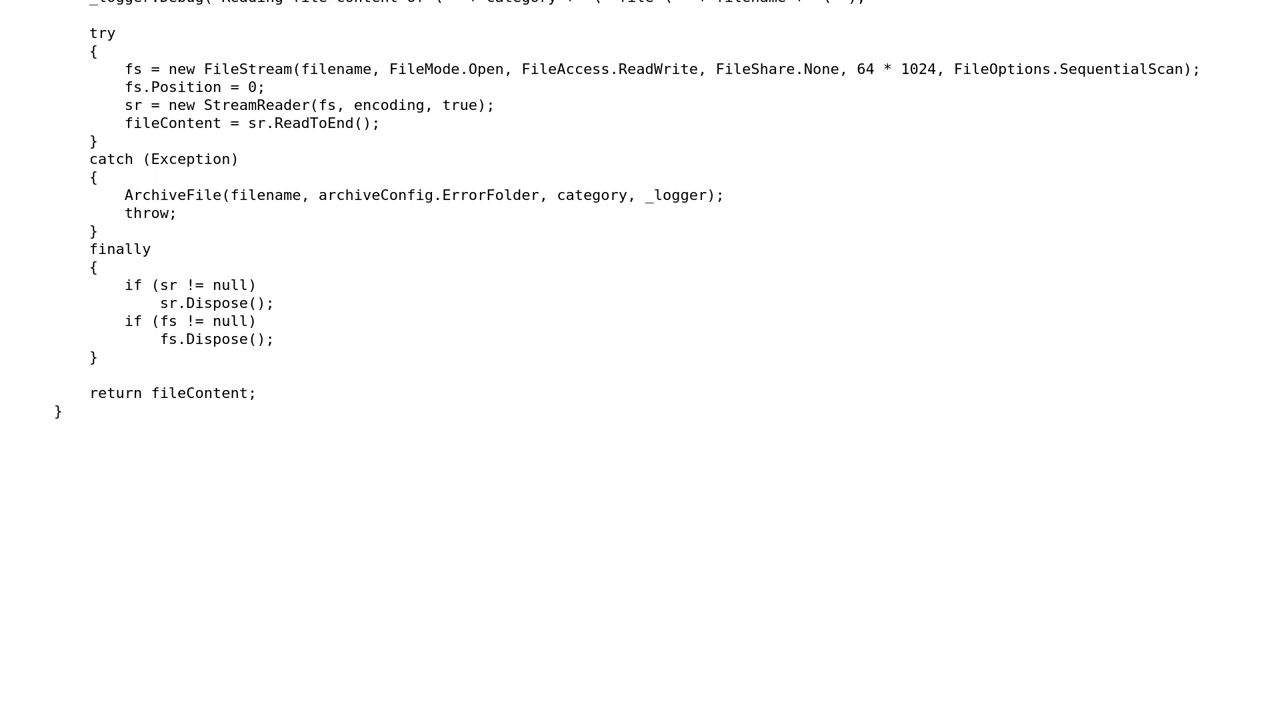 try
{
fs = new FileStream(filename, FileMode.Open, FileAccess.ReadWrite, FileShare.None, 64 * 1024, FileOptions.SequentialScan);
fs.Position = 0;
sr = new StreamReader(fs, encoding, true);
fileContent = sr.ReadToEnd();
}
catch (Exception)
{
ArchiveFile(filename, archiveConfig.ErrorFolder, category, _logger);
throw;
}
finally
{
if (sr != null)
sr.Dispose();
if (fs != null)
fs.Dispose();
}
return fileContent;
}